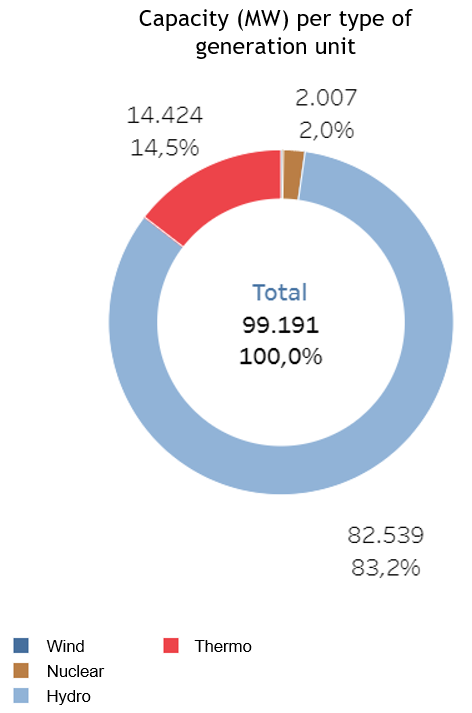 Capacity (MW) per type of
generation unit
2.007
2,0%
14.424
14,5%
Total
99.191
100,0%
82.539
83,2%
Wind
Thermo
Nuclear
Hydro